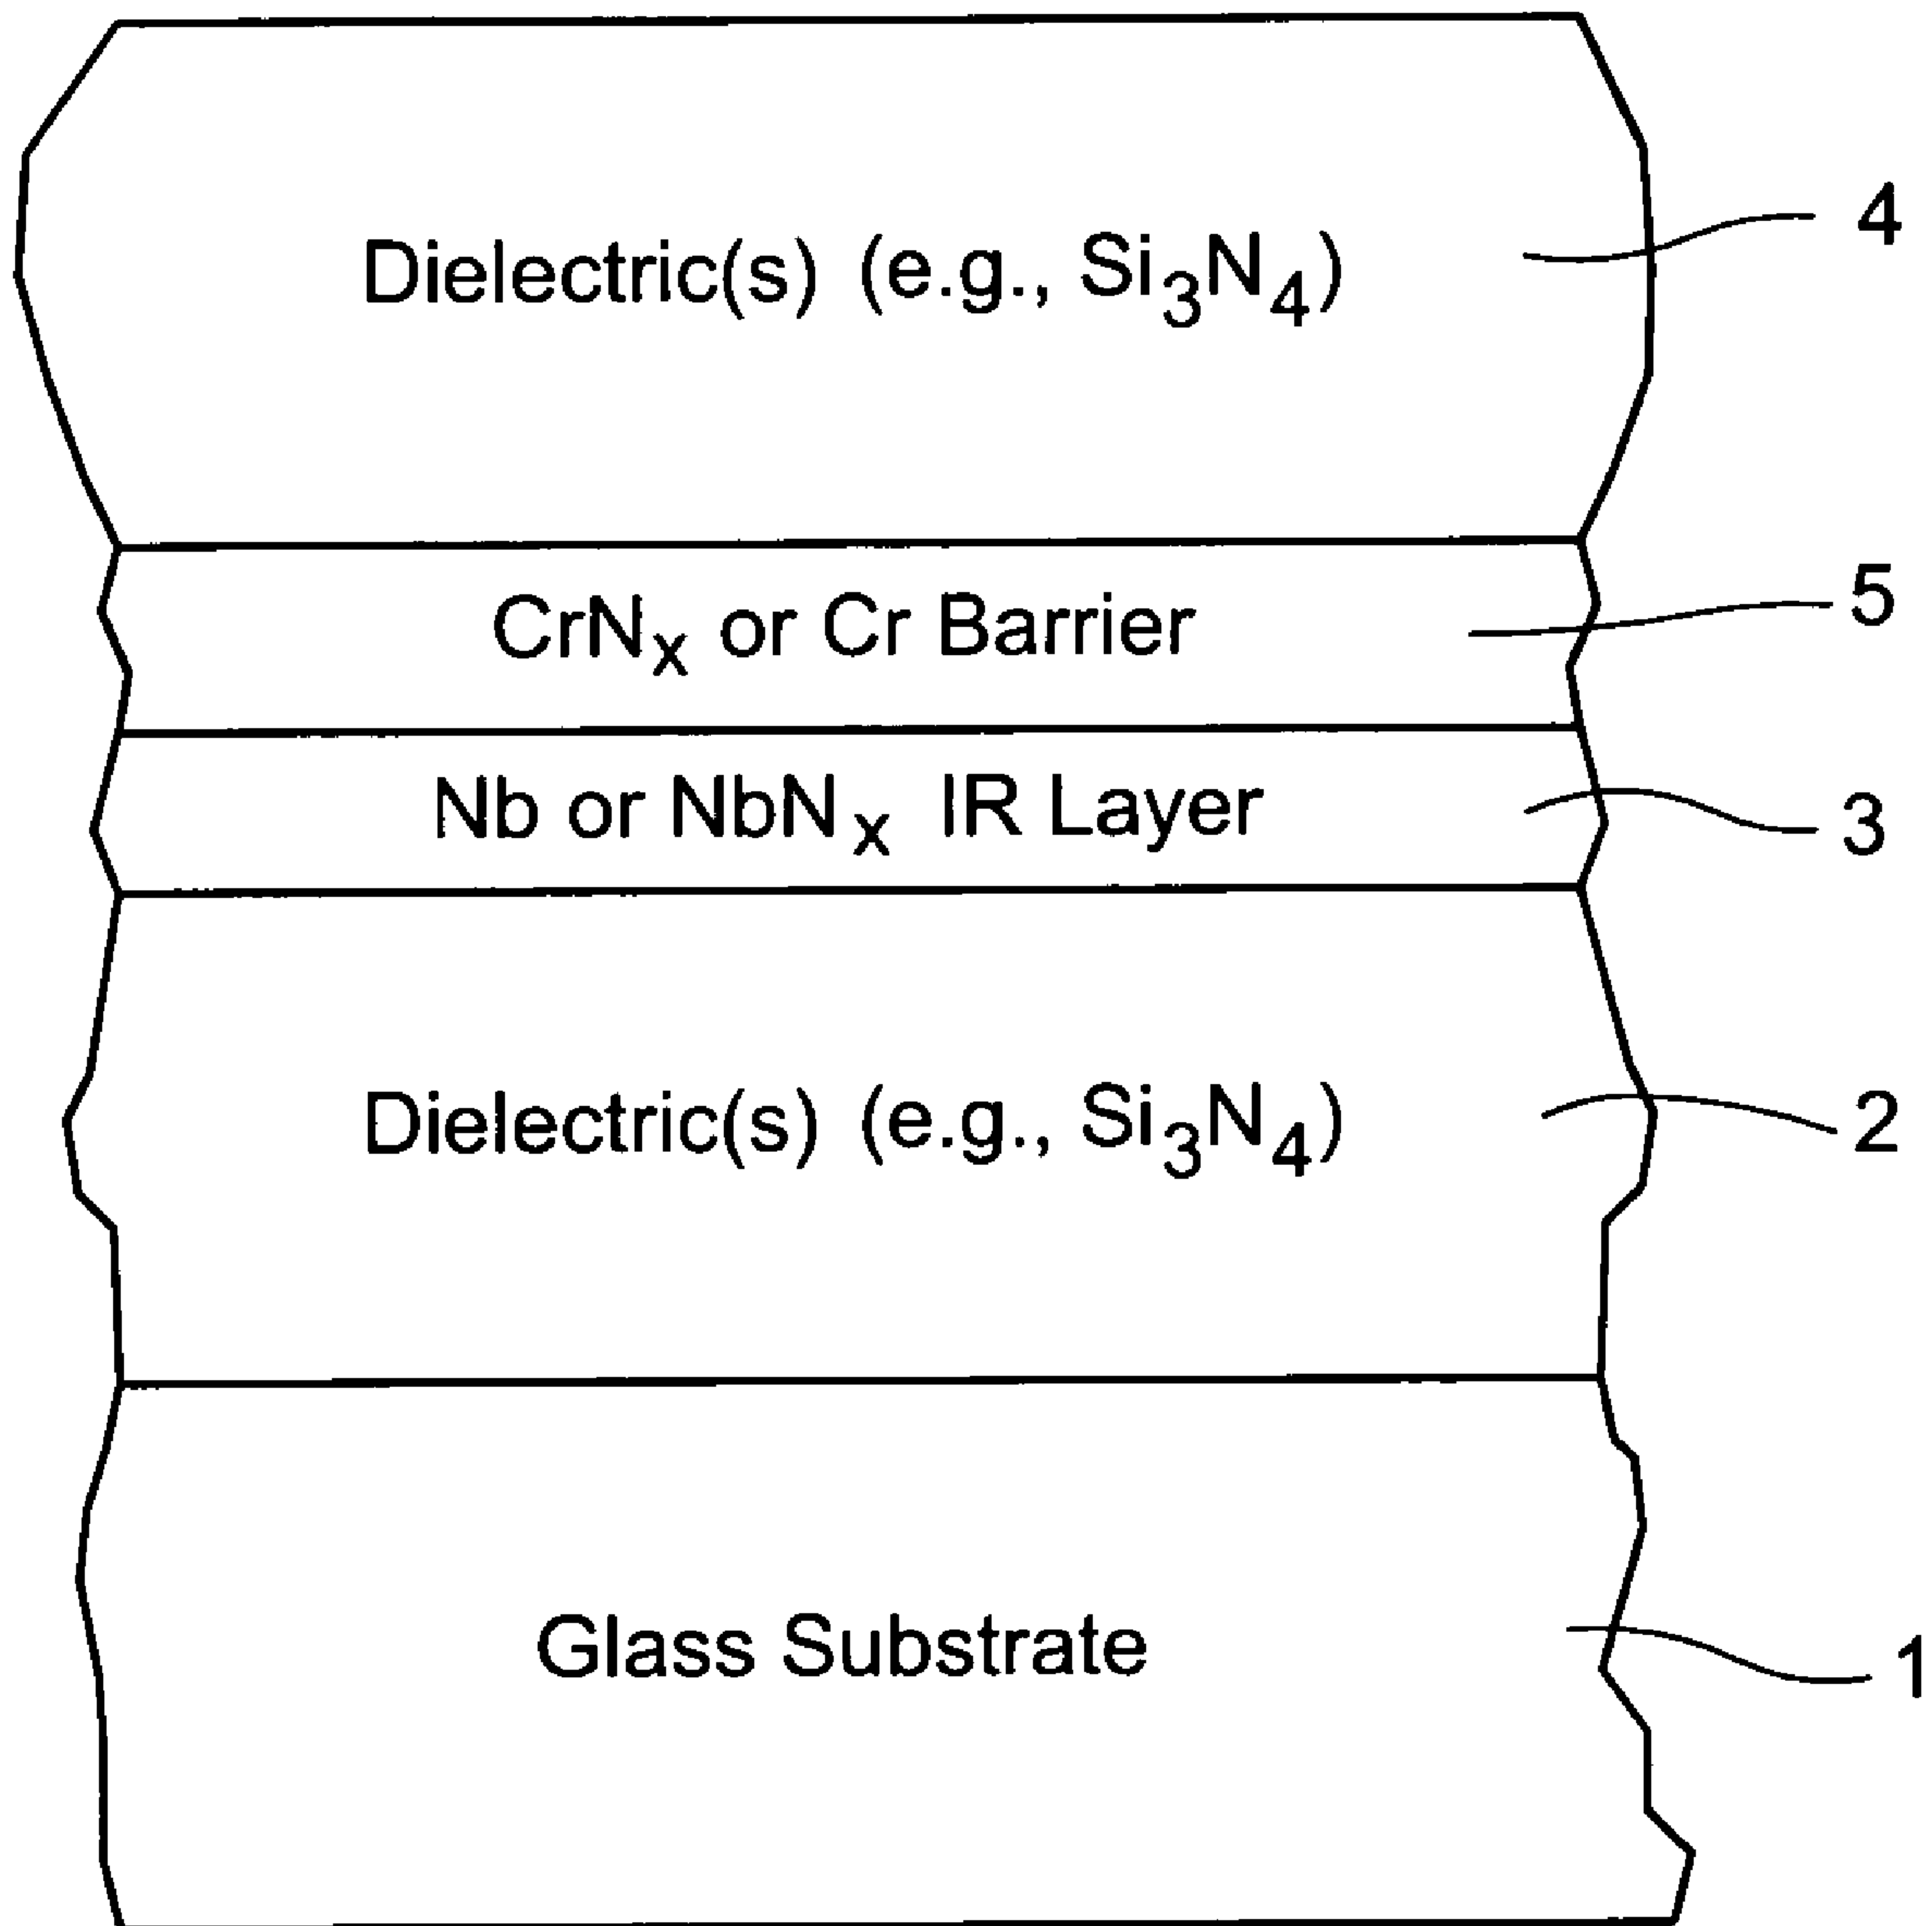 Dielectric(s) (e.g., Si₃N₄) 4
CrNₓ or Cr Barrier 5
Nb or NbNₓ IR Layer 3
Dielectric(s) (e.g., Si₃N₄) 2
Glass Substrate 1